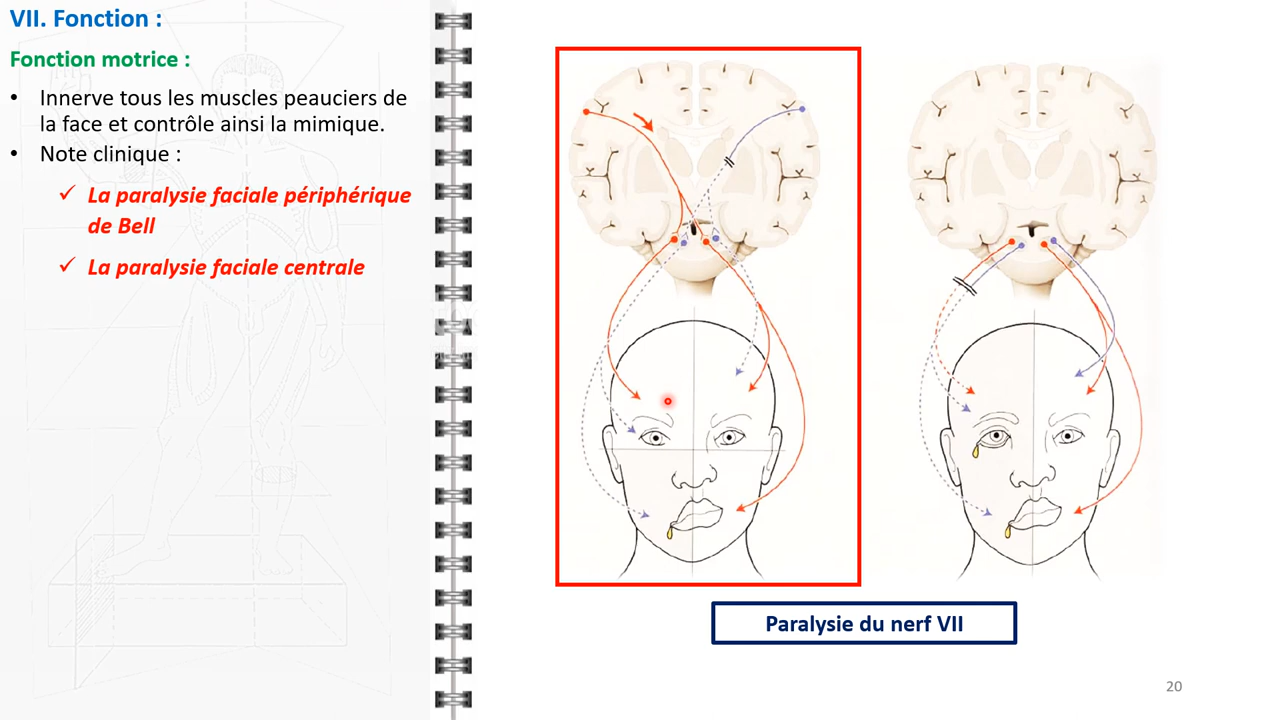 VII. Fonction :
Fonction motrice :
• Innerve tous les muscles peauciers de
la face et contrôle ainsi la mimique.
• Note clinique :
✓ La paralysie faciale périphérique
de Bell
✓ La paralysie faciale centrale
Paralysie du nerf VII
20